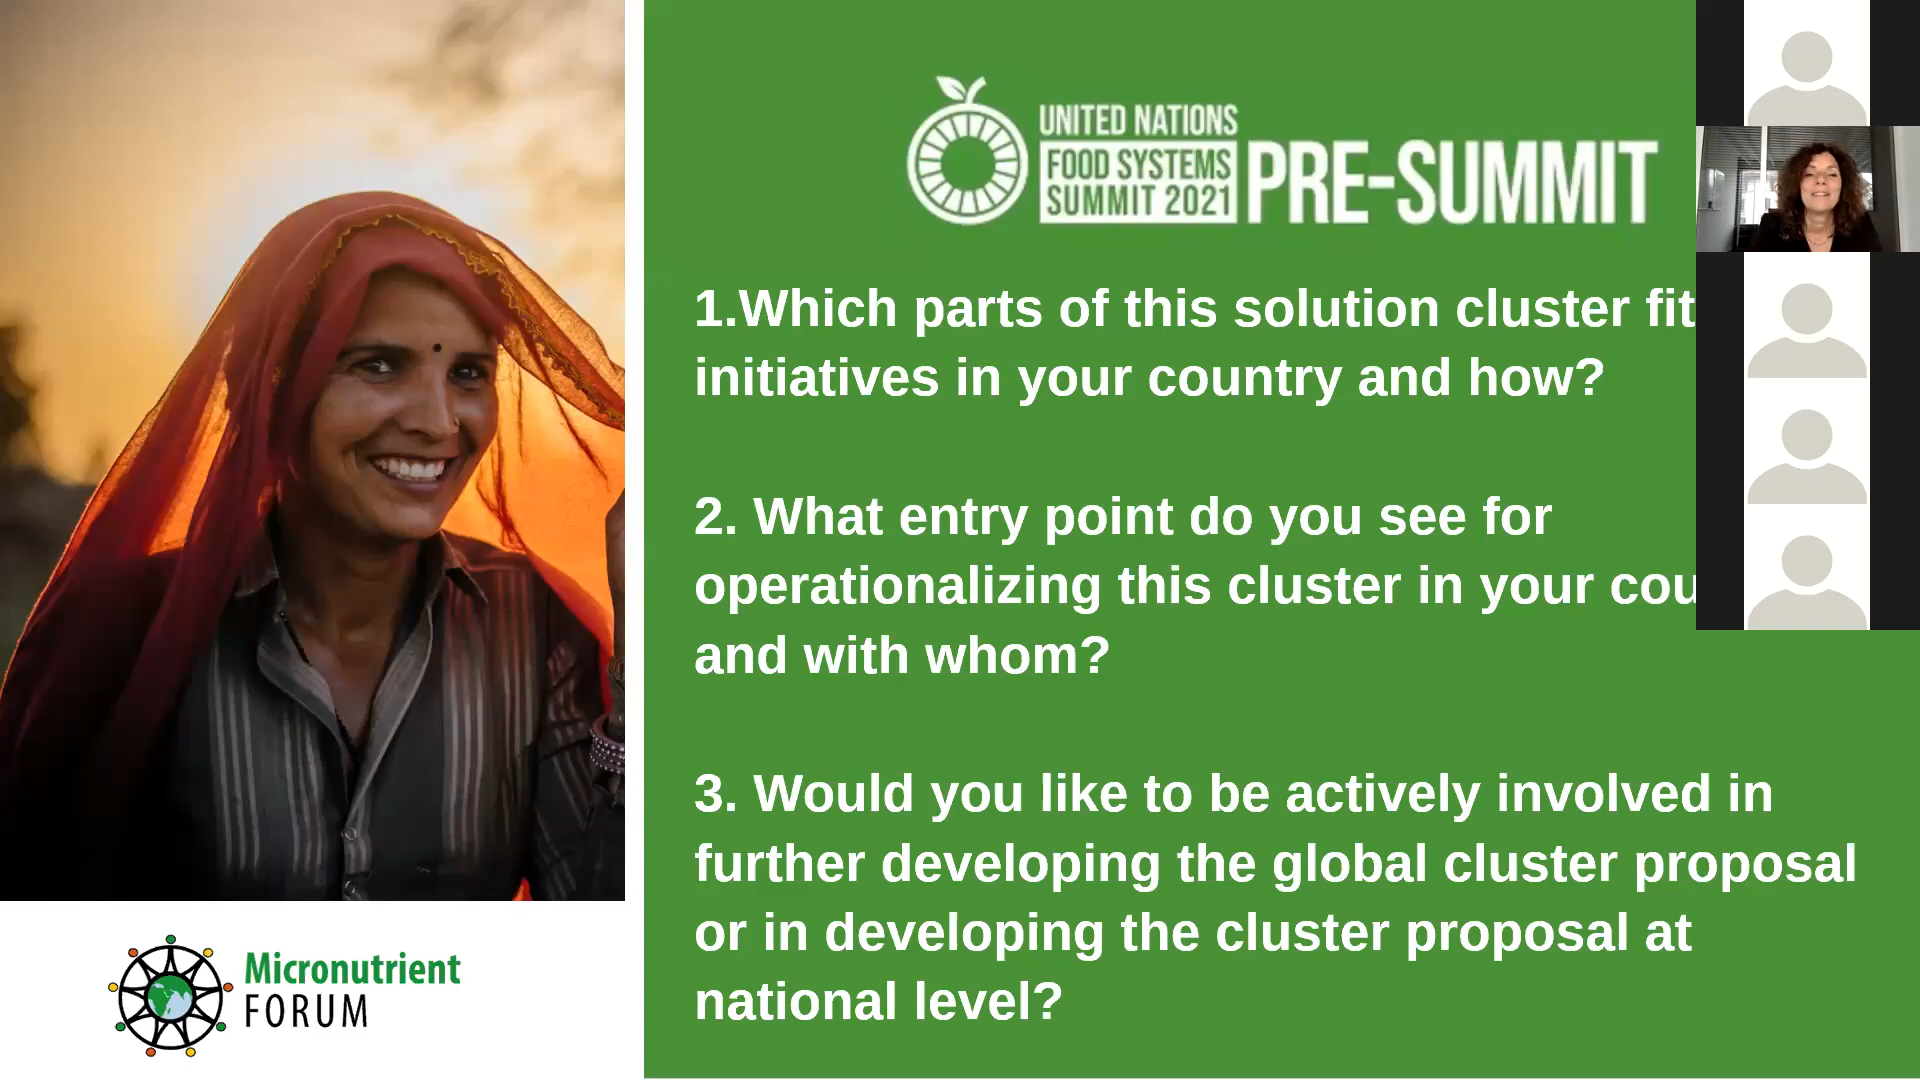 UNITED NATIONS
FOOD SYSTEMS
SUMMIT 2021
PRE-SUMMIT
1.Which parts of this solution cluster fit
initiatives in your country and how?
2. What entry point do you see for
operationalizing this cluster in your cou
and with whom?
3. Would you like to be actively involved in
further developing the global cluster proposal
or in developing the cluster proposal at
national level?
Micronutrient
FORUM